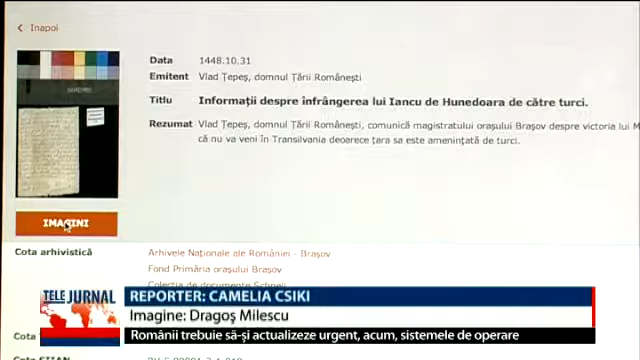 Inapoi
Data 1448.10.31
Emitent Vlad Țepeș, domnul Țării Românești
Titlu Informații despre înfrângerea lui Iancu de Hunedoara de către turci.
Rezumat Vlad Țepeș, domnul Țării Românești, comunică magistratului orașului Brașov despre victoria lui M
că nu va veni în Transilvania deoarece țara sa este amenințată de turci.
IMAGINI
Cota arhivistică Arhivele Naționale ale României - Brașov
Fond Primăria orașului Brașov
Colecția de documente Schnell
TELE JURNAL
REPORTER: CAMELIA CSIKI
Imagine: Dragoș Milescu
Cota
Românii trebuie să-și actualizeze urgent, acum, sistemele de operare